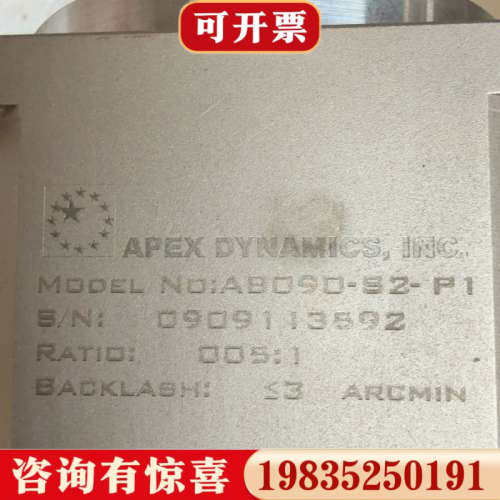 可开票
APEX DYNAMICS, INC.
MODEL NO:AB090-S2-P1
S/N: 0909113592
RATIO: 005:1
BACKLASH: ≤3 ARCMIN
咨询有惊喜 19835250191